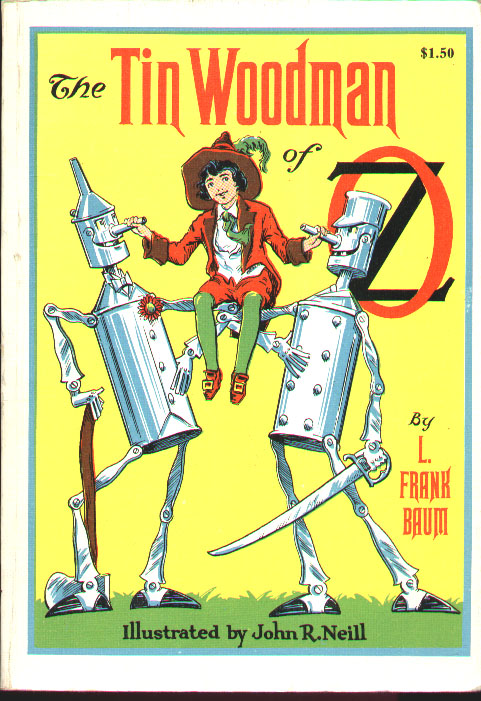 $1.50
The Tin Woodman
of OZ
By
L.
FRANK
BAUM
Illustrated by John R. Neill